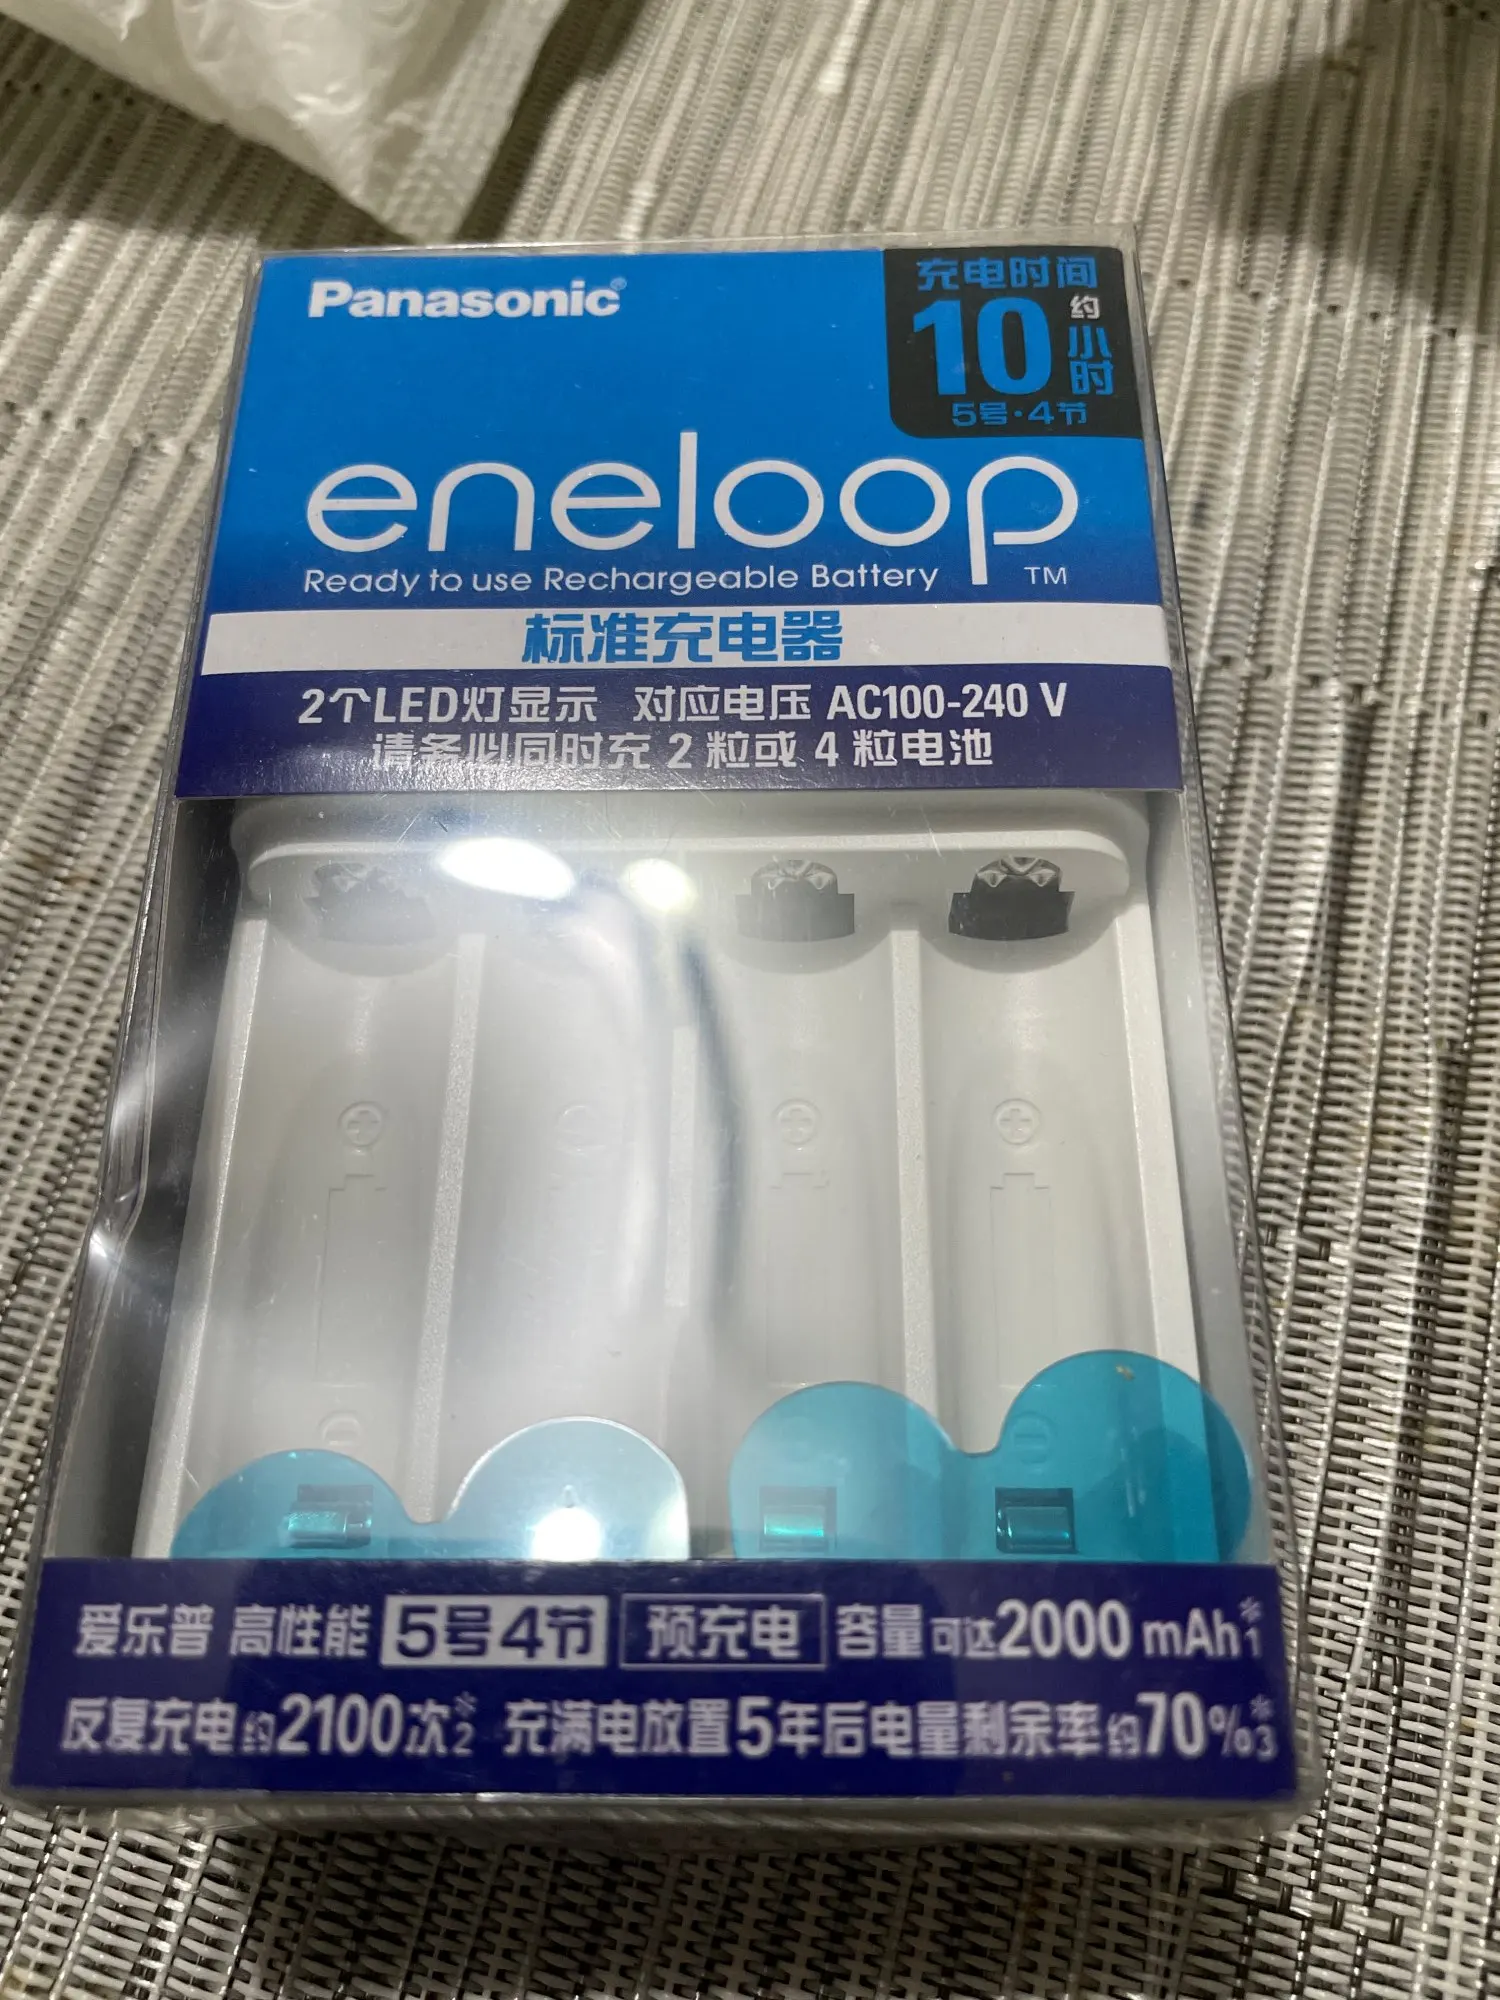 Panasonic®
充电时间
约
10小时
5号·4节
eneloop
Ready to use Rechargeable Battery TM
标准充电器
2个LED灯显示 对应电压 AC100-240 V
请务必同时充 2 粒或 4 粒电池
爱乐普 高性能 5号4节 预充电 容量可达2000 mAh※1
反复充电约2100次※2 充满电放置5年后电量剩余率约70%※3